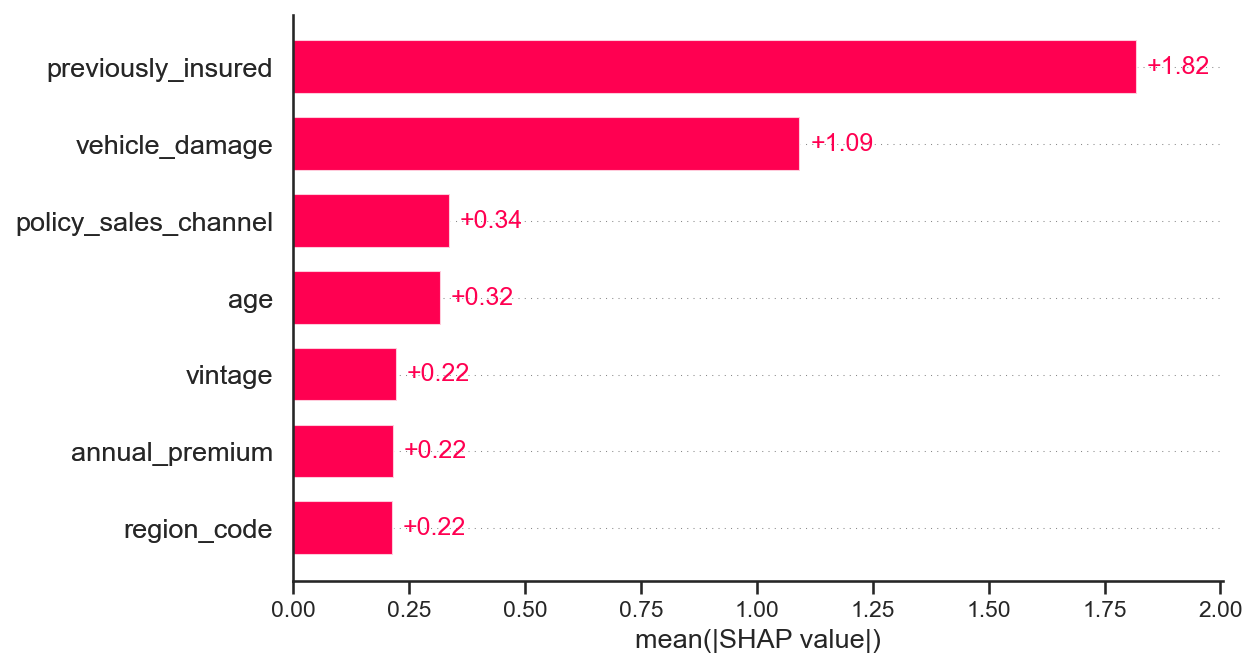 previously_insured +1.82
vehicle_damage +1.09
policy_sales_channel +0.34
age +0.32
vintage +0.22
annual_premium +0.22
region_code +0.22
0.00 0.25 0.50 0.75 1.00 1.25 1.50 1.75 2.00
mean(|SHAP value|)